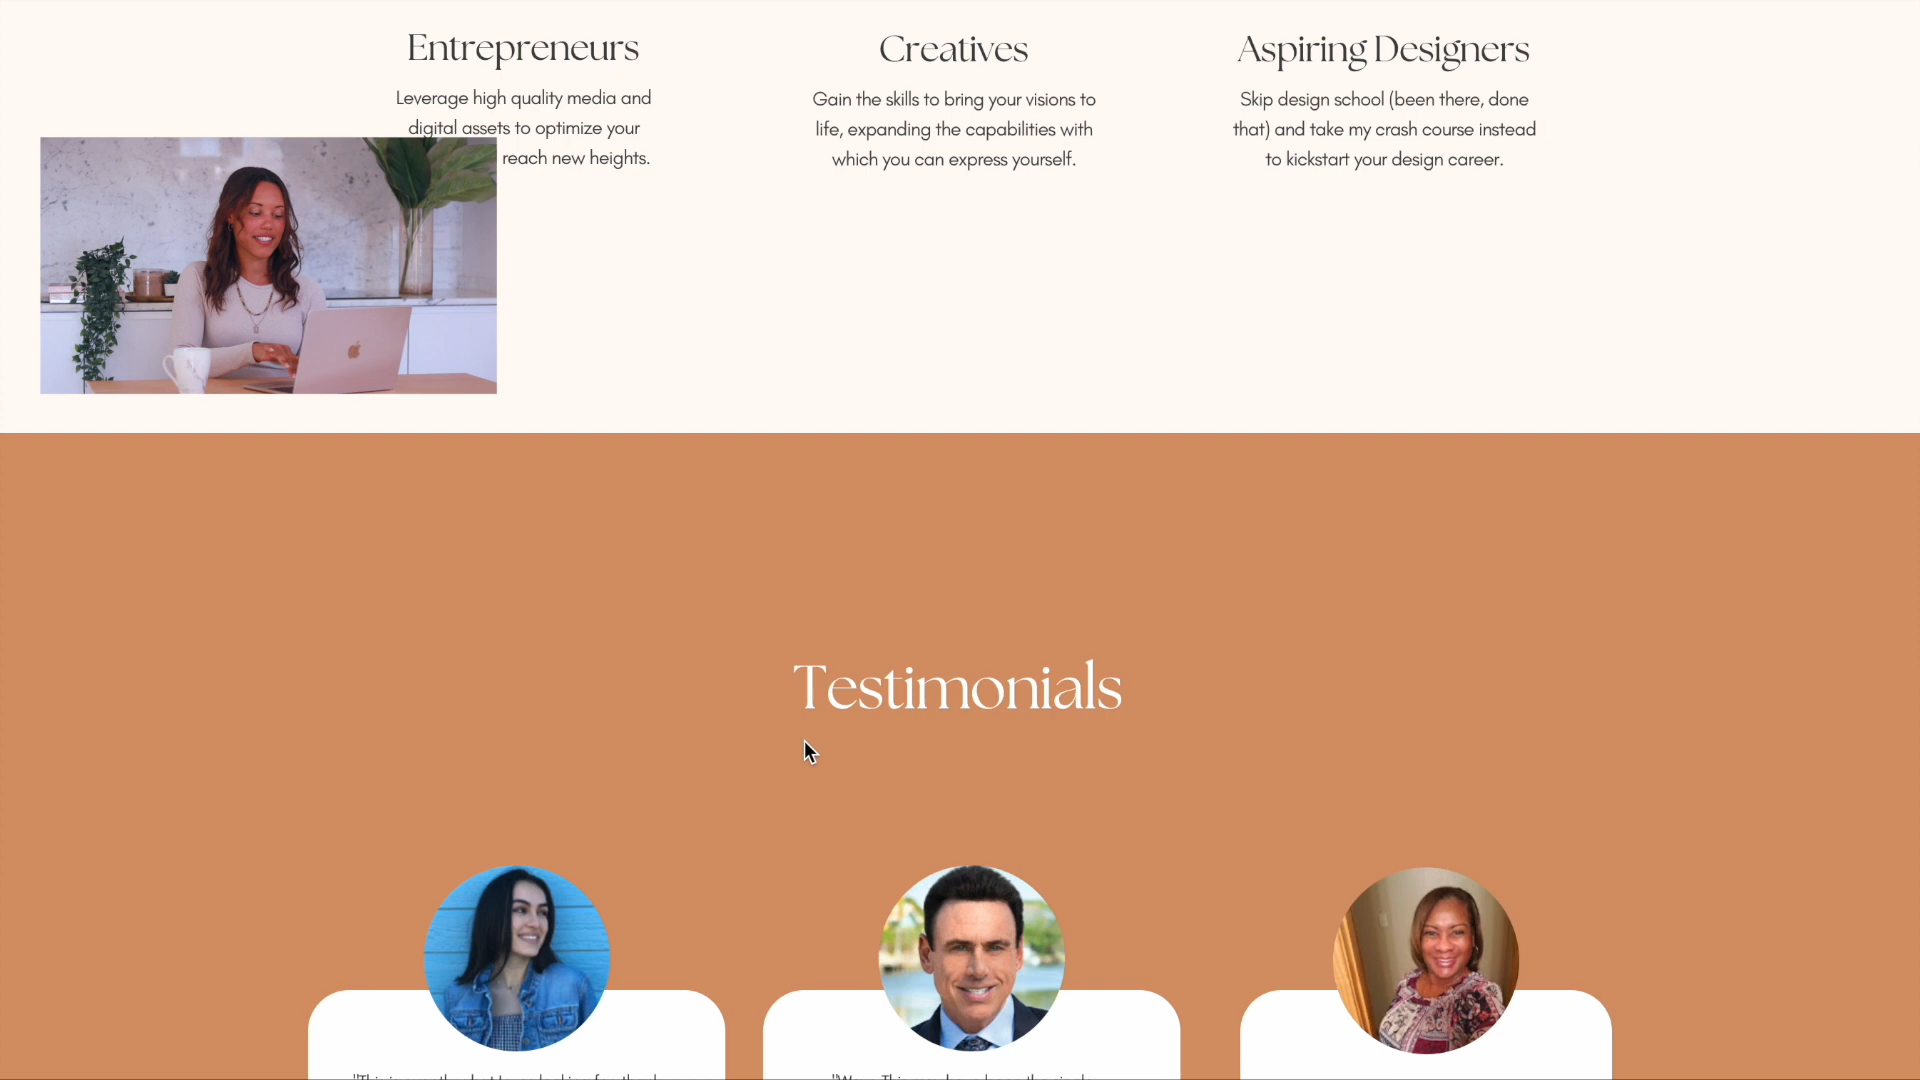 Entrepreneurs
Leverage high quality media and
digital assets to optimize your
reach new heights.
Creatives
Gain the skills to bring your visions to
life, expanding the capabilities with
which you can express yourself.
Aspiring Designers
Skip design school (been there, done
that) and take my crash course instead
to kickstart your design career.
Testimonials